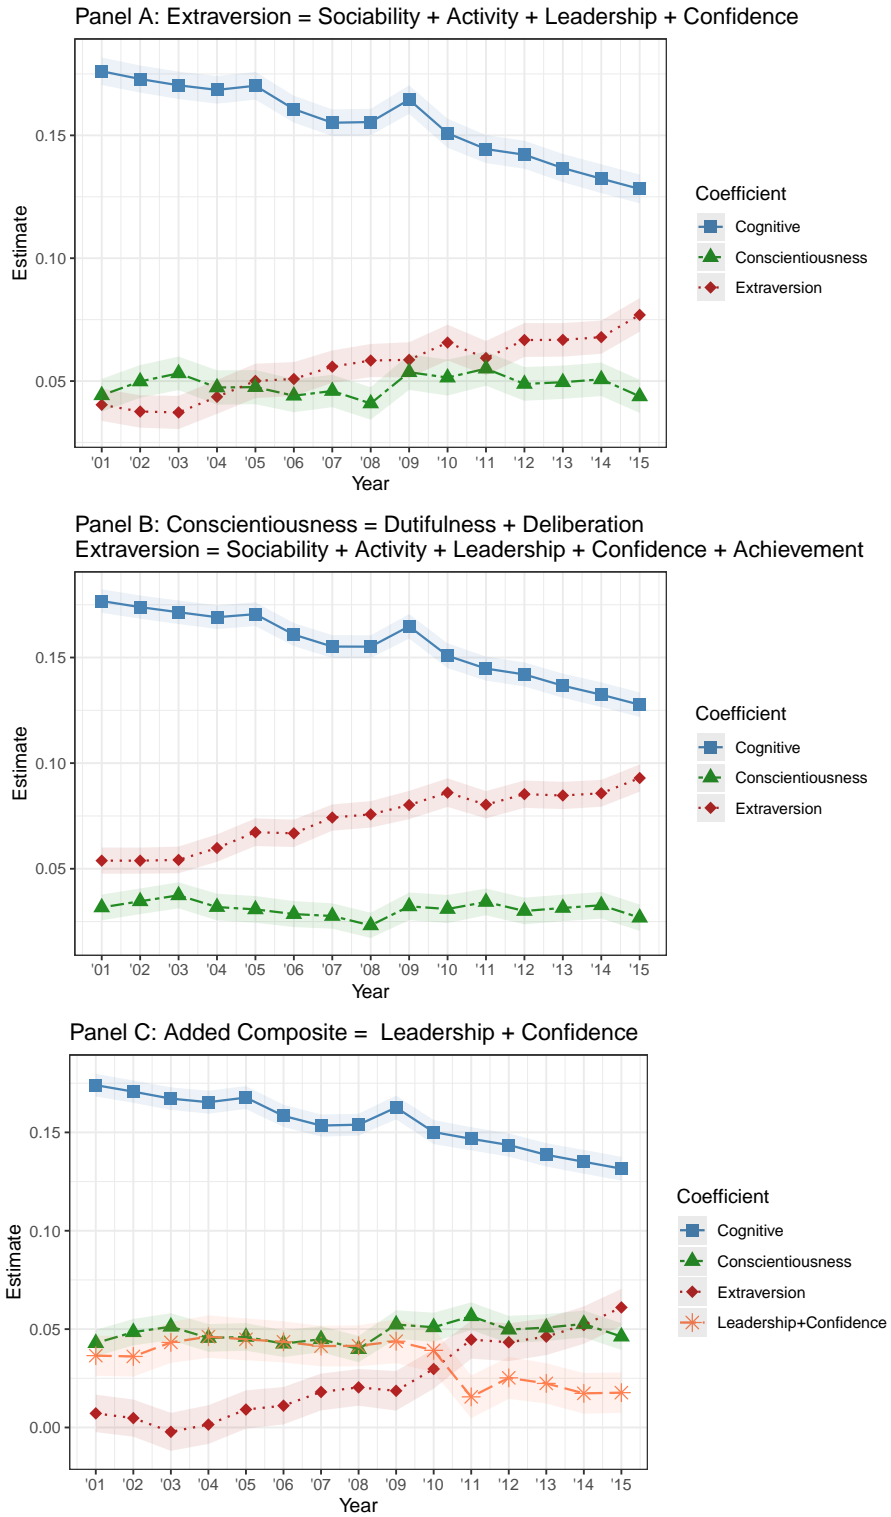 Panel A: Extraversion = Sociability + Activity + Leadership + Confidence
0.15
0.10
0.05
Estimate
'01 '02 '03 '04 '05 '06 '07 '08 '09 '10 '11 '12 '13 '14 '15
Year
Coefficient
Cognitive
Conscientiousness
Extraversion
Panel B: Conscientiousness = Dutifulness + Deliberation
Extraversion = Sociability + Activity + Leadership + Confidence + Achievement
0.15
0.10
0.05
Estimate
'01 '02 '03 '04 '05 '06 '07 '08 '09 '10 '11 '12 '13 '14 '15
Year
Coefficient
Cognitive
Conscientiousness
Extraversion
Panel C: Added Composite = Leadership + Confidence
0.15
0.10
0.05
0.00
Estimate
'01 '02 '03 '04 '05 '06 '07 '08 '09 '10 '11 '12 '13 '14 '15
Year
Coefficient
Cognitive
Conscientiousness
Extraversion
Leadership+Confidence